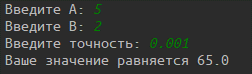 Введите A: 5
Введите B: 2
Введите точность: 0.001
Ваше значение равняется 65.0